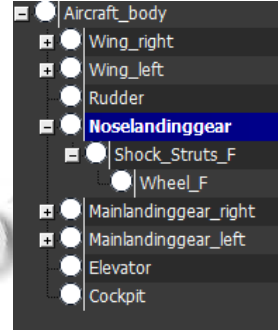 Aircraft_body
Wing_right
Wing_left
Rudder
Noselandinggear
Shock_Struts_F
Wheel_F
Mainlandinggear_right
Mainlandinggear_left
Elevator
Cockpit